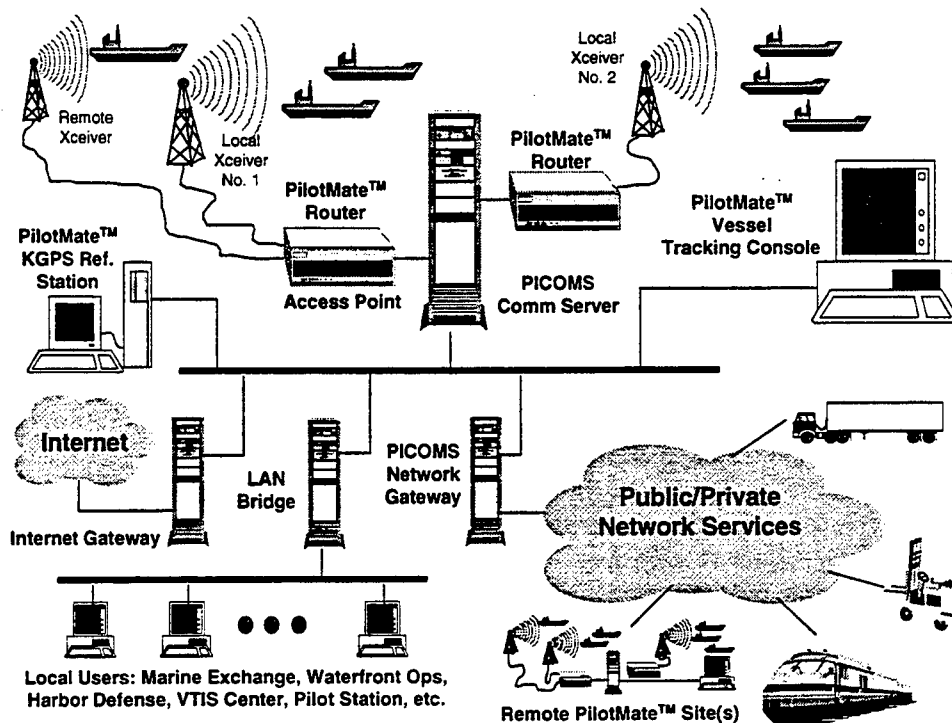 Remote
Xceiver
Local
Xceiver
No. 1
Local
Xceiver
No. 2
PilotMate™
Router
PilotMate™
Router
Access Point
PilotMate™
KGPS Ref.
Station
PICOMS
Comm Server
PilotMate™
Vessel
Tracking Console
Internet
Internet Gateway
LAN
Bridge
PICOMS
Network
Gateway
Public/Private
Network Services
Local Users: Marine Exchange, Waterfront Ops,
Harbor Defense, VTIS Center, Pilot Station, etc.
Remote PilotMate™ Site(s)